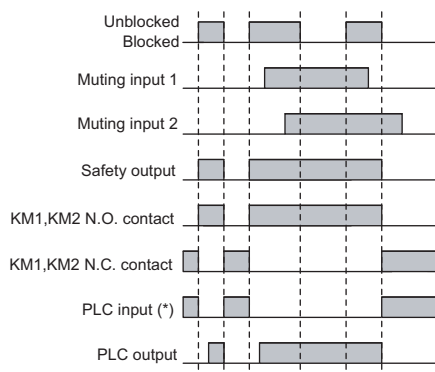 Unblocked
Blocked
Muting input 1
Muting input 2
Safety output
KM1,KM2 N.O. contact
KM1,KM2 N.C. contact
PLC input (*)
PLC output